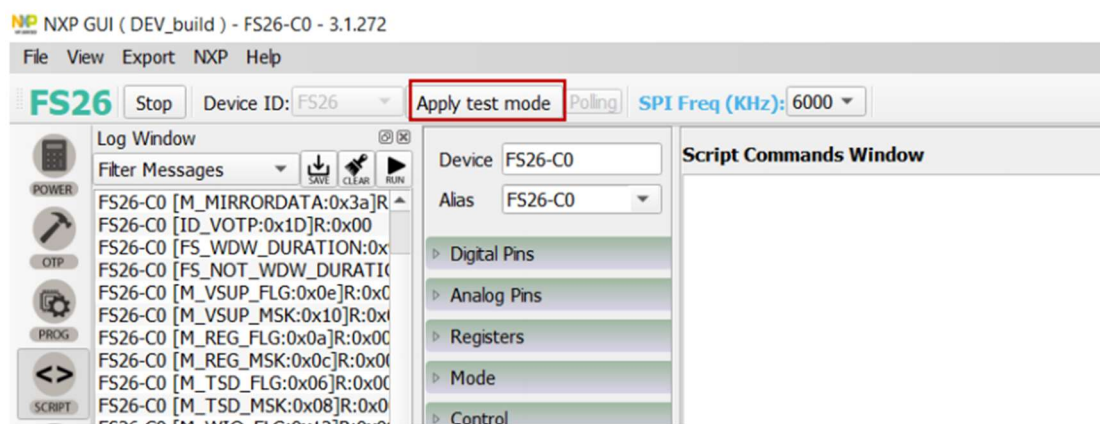 NXP GUI ( DEV_build ) - FS26-C0 - 3.1.272
File View Export NXP Help
FS26 Stop Device ID: FS26 Apply test mode Polling SPI Freq (KHz): 6000
Log Window
Filter Messages SAVE CLEAR RUN
FS26-C0 [M_MIRRORDATA:0x3a]R:
FS26-C0 [ID_VOTP:0x1D]R:0x00
FS26-C0 [FS_WDW_DURATION:0x
FS26-C0 [FS_NOT_WDW_DURATI
FS26-C0 [M_VSUP_FLG:0x0e]R:0x0
FS26-C0 [M_VSUP_MSK:0x10]R:0x
FS26-C0 [M_REG_FLG:0x0a]R:0x00
FS26-C0 [M_REG_MSK:0x0c]R:0x00
FS26-C0 [M_TSD_FLG:0x06]R:0x00
FS26-C0 [M_TSD_MSK:0x08]R:0x0
POWER
OTP
PROG
SCRIPT
Device FS26-C0
Alias FS26-C0
Digital Pins
Analog Pins
Registers
Mode
Control
Script Commands Window